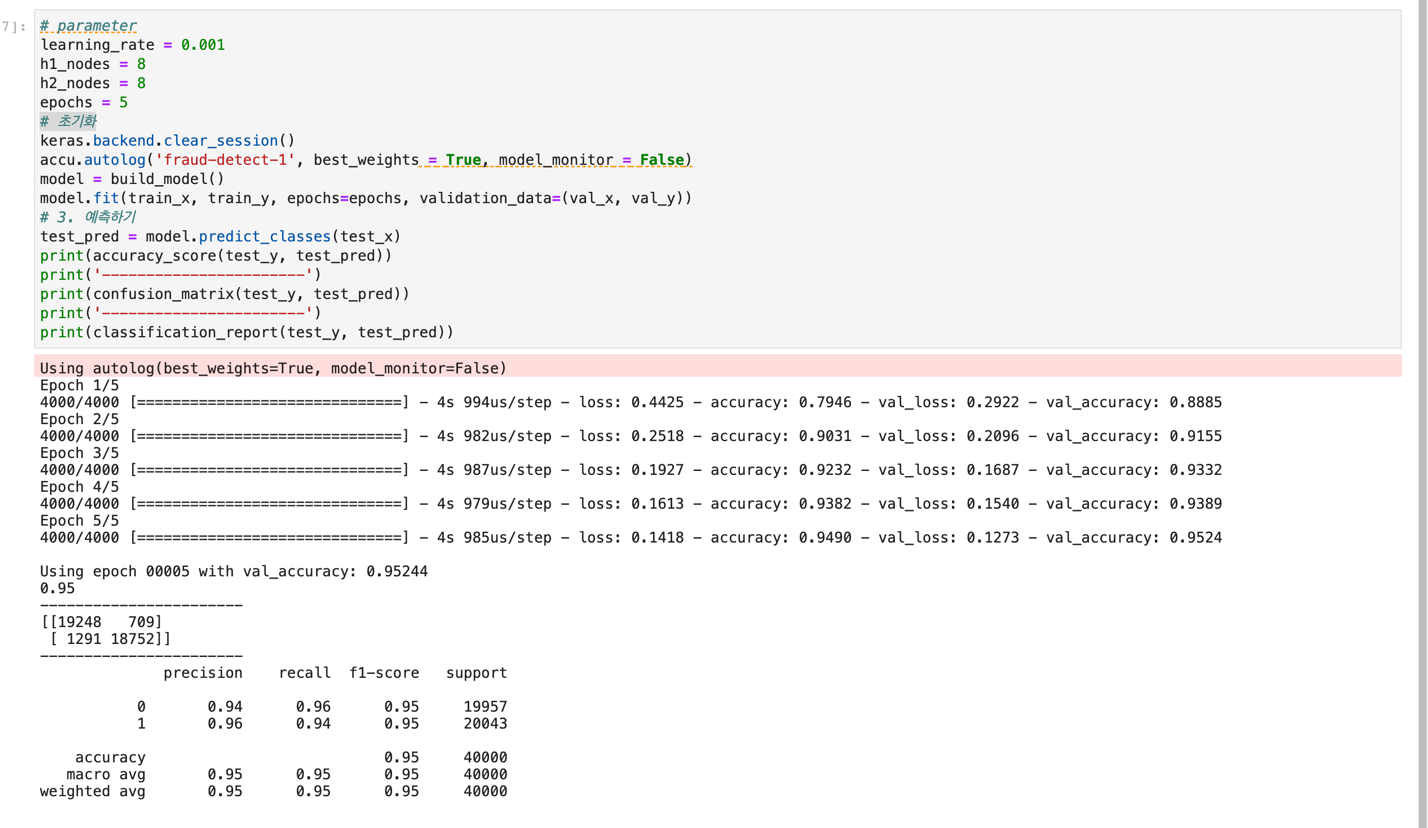 7]:
# parameter
learning_rate = 0.001
h1_nodes = 8
h2_nodes = 8
epochs = 5
# 초기화
keras.backend.clear_session()
accu.autolog('fraud-detect-1', best_weights = True, model_monitor = False)
model = build_model()
model.fit(train_x, train_y, epochs=epochs, validation_data=(val_x, val_y))
# 3. 예측하기
test_pred = model.predict_classes(test_x)
print(accuracy_score(test_y, test_pred))
print('-----------------------')
print(confusion_matrix(test_y, test_pred))
print('-----------------------')
print(classification_report(test_y, test_pred))
Using autolog(best_weights=True, model_monitor=False)
Epoch 1/5
4000/4000 [==============================] - 4s 994us/step - loss: 0.4425 - accuracy: 0.7946 - val_loss: 0.2922 - val_accuracy: 0.8885
Epoch 2/5
4000/4000 [==============================] - 4s 982us/step - loss: 0.2518 - accuracy: 0.9031 - val_loss: 0.2096 - val_accuracy: 0.9155
Epoch 3/5
4000/4000 [==============================] - 4s 987us/step - loss: 0.1927 - accuracy: 0.9232 - val_loss: 0.1687 - val_accuracy: 0.9332
Epoch 4/5
4000/4000 [==============================] - 4s 979us/step - loss: 0.1613 - accuracy: 0.9382 - val_loss: 0.1540 - val_accuracy: 0.9389
Epoch 5/5
4000/4000 [==============================] - 4s 985us/step - loss: 0.1418 - accuracy: 0.9490 - val_loss: 0.1273 - val_accuracy: 0.9524
Using epoch 00005 with val_accuracy: 0.95244
0.95
-----------------------
[[19248   709]
 [ 1291 18752]]
-----------------------
              precision    recall  f1-score   support
           0       0.94      0.96      0.95     19957
           1       0.96      0.94      0.95     20043
    accuracy                           0.95     40000
   macro avg       0.95      0.95      0.95     40000
weighted avg       0.95      0.95      0.95     40000